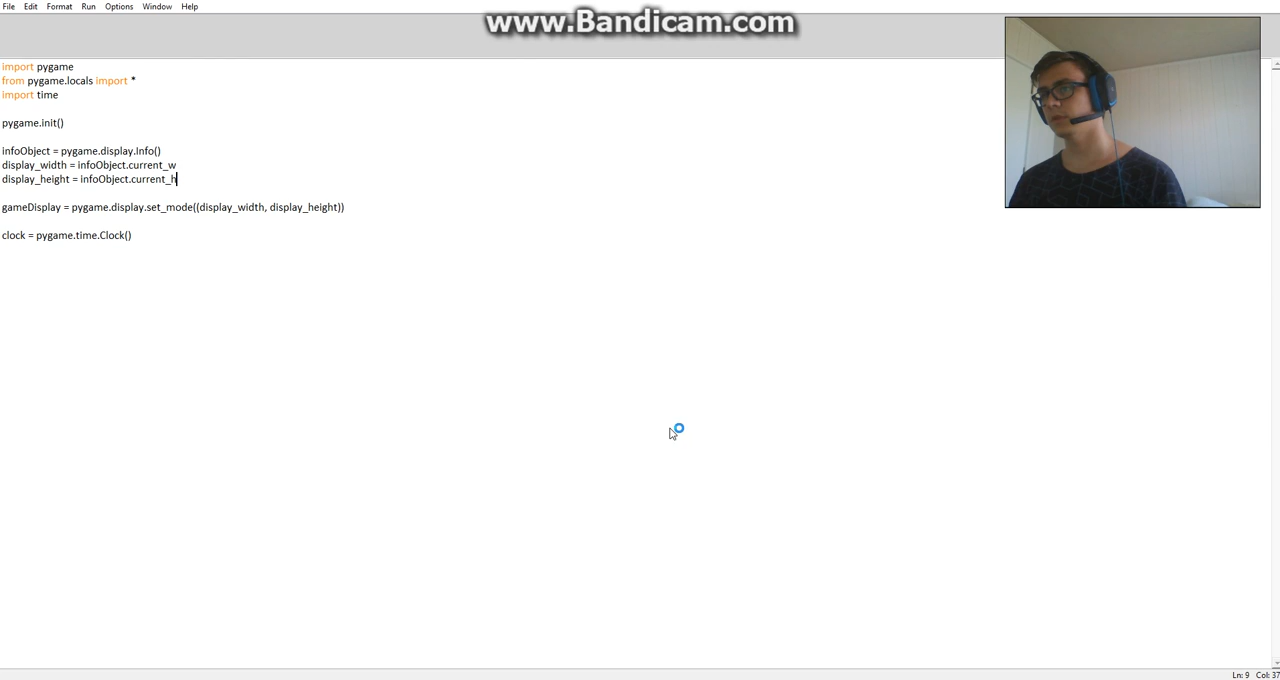 File Edit Format Run Options Window Help
www.Bandicam.com
import pygame
from pygame.locals import *
import time
pygame.init()
infoObject = pygame.display.Info()
display_width = infoObject.current_w
display_height = infoObject.current_h
gameDisplay = pygame.display.set_mode((display_width, display_height))
clock = pygame.time.Clock()
Ln: 9 Col: 37